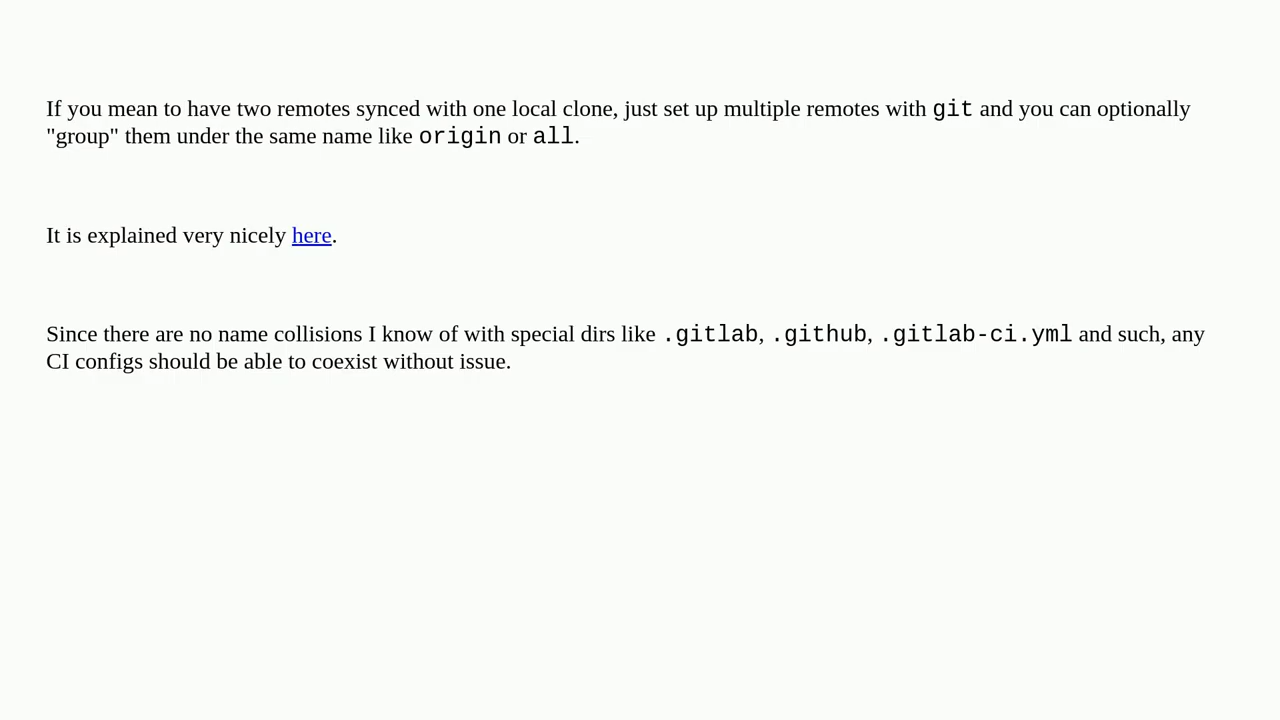 If you mean to have two remotes synced with one local clone, just set up multiple remotes with git and you can optionally
"group" them under the same name like origin or all.
It is explained very nicely here.
Since there are no name collisions I know of with special dirs like .gitlab, .github, .gitlab-ci.yml and such, any
CI configs should be able to coexist without issue.